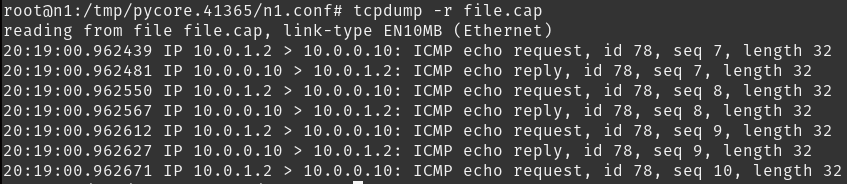 root@n1:/tmp/pycore.41365/n1.conf# tcpdump -r file.cap
reading from file file.cap, link-type EN10MB (Ethernet)
20:19:00.962439 IP 10.0.1.2 > 10.0.0.10: ICMP echo request, id 78, seq 7, length 32
20:19:00.962481 IP 10.0.0.10 > 10.0.1.2: ICMP echo reply, id 78, seq 7, length 32
20:19:00.962550 IP 10.0.1.2 > 10.0.0.10: ICMP echo request, id 78, seq 8, length 32
20:19:00.962567 IP 10.0.0.10 > 10.0.1.2: ICMP echo reply, id 78, seq 8, length 32
20:19:00.962612 IP 10.0.1.2 > 10.0.0.10: ICMP echo request, id 78, seq 9, length 32
20:19:00.962627 IP 10.0.0.10 > 10.0.1.2: ICMP echo reply, id 78, seq 9, length 32
20:19:00.962671 IP 10.0.1.2 > 10.0.0.10: ICMP echo request, id 78, seq 10, length 32